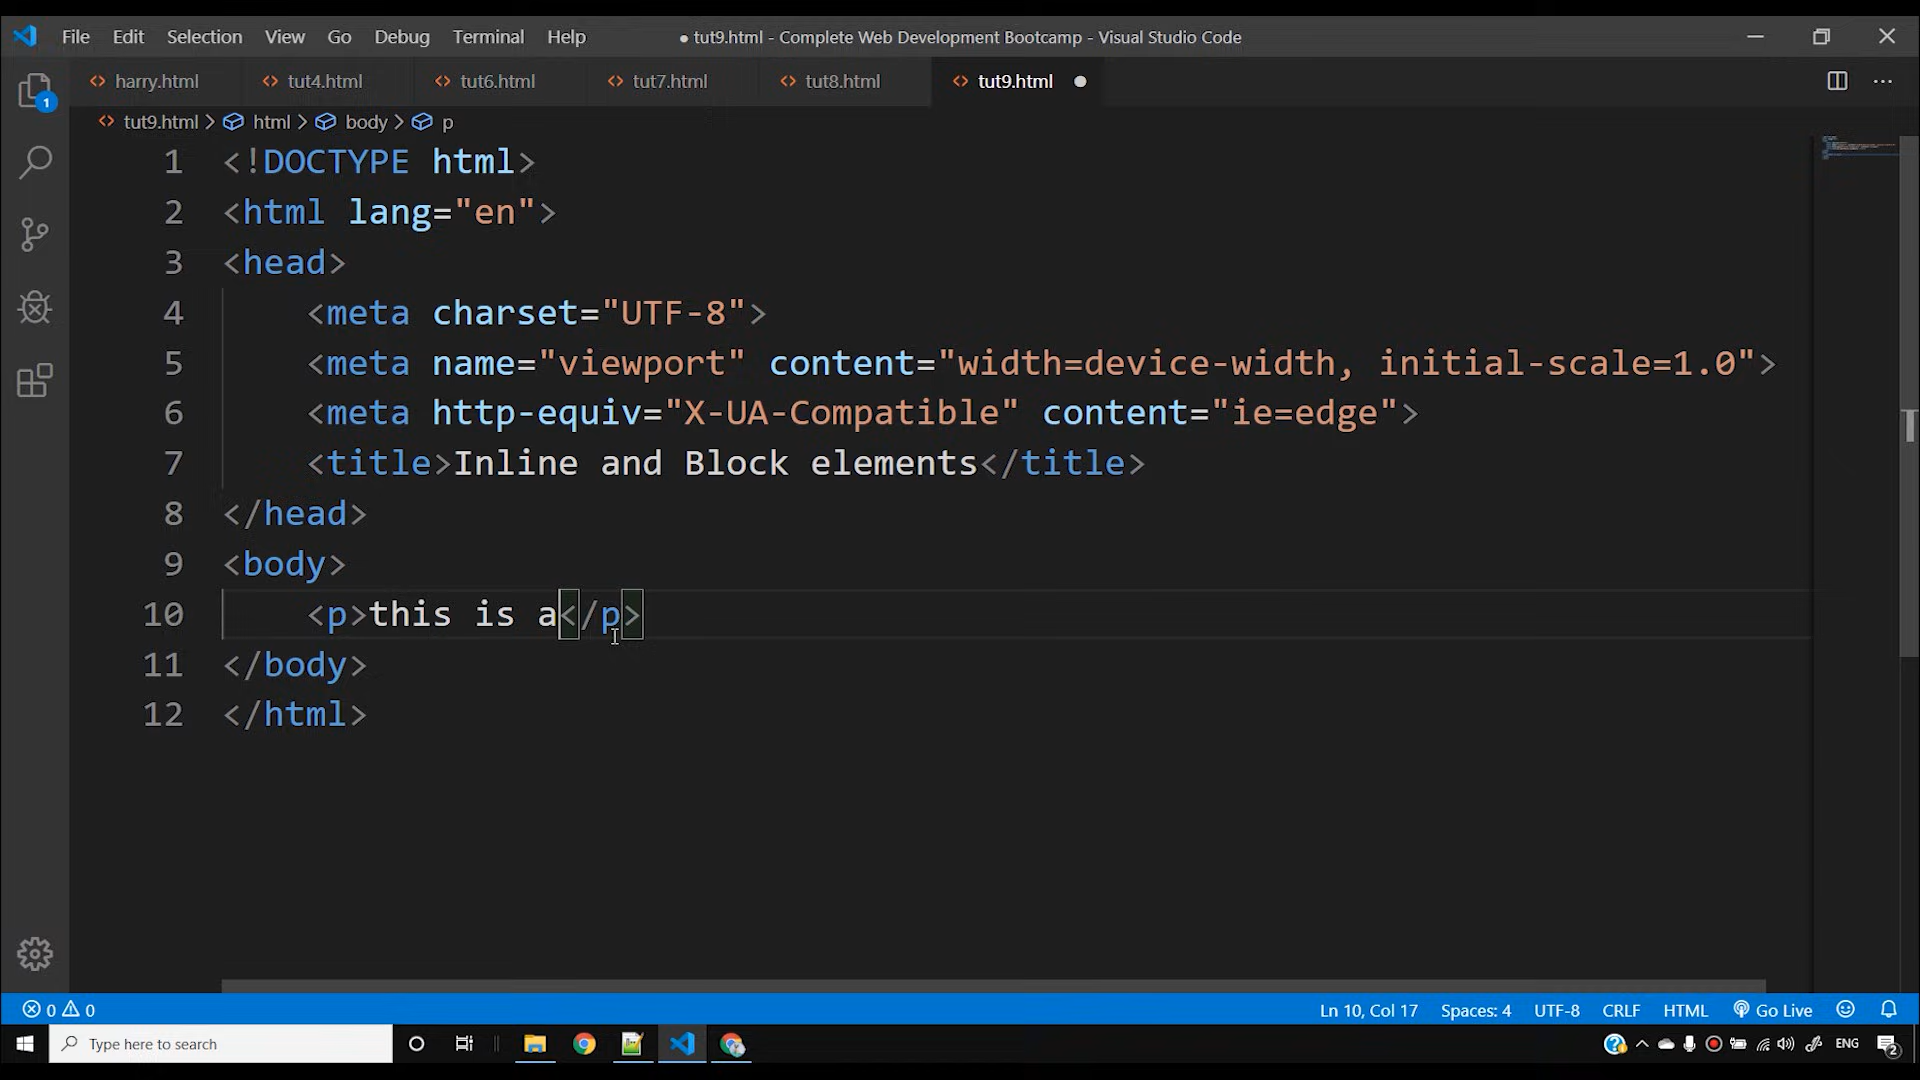 File Edit Selection View Go Debug Terminal Help ● tut9.html - Complete Web Development Bootcamp - Visual Studio Code
harry.html tut4.html tut6.html tut7.html tut8.html tut9.html
tut9.html > html > body > p
1 <!DOCTYPE html>
2 <html lang="en">
3 <head>
4 <meta charset="UTF-8">
5 <meta name="viewport" content="width=device-width, initial-scale=1.0">
6 <meta http-equiv="X-UA-Compatible" content="ie=edge">
7 <title>Inline and Block elements</title>
8 </head>
9 <body>
10 <p>this is a</p>
11 </body>
12 </html>
1
0 0 Ln 10, Col 17 Spaces: 4 UTF-8 CRLF HTML Go Live
Type here to search ENG 2